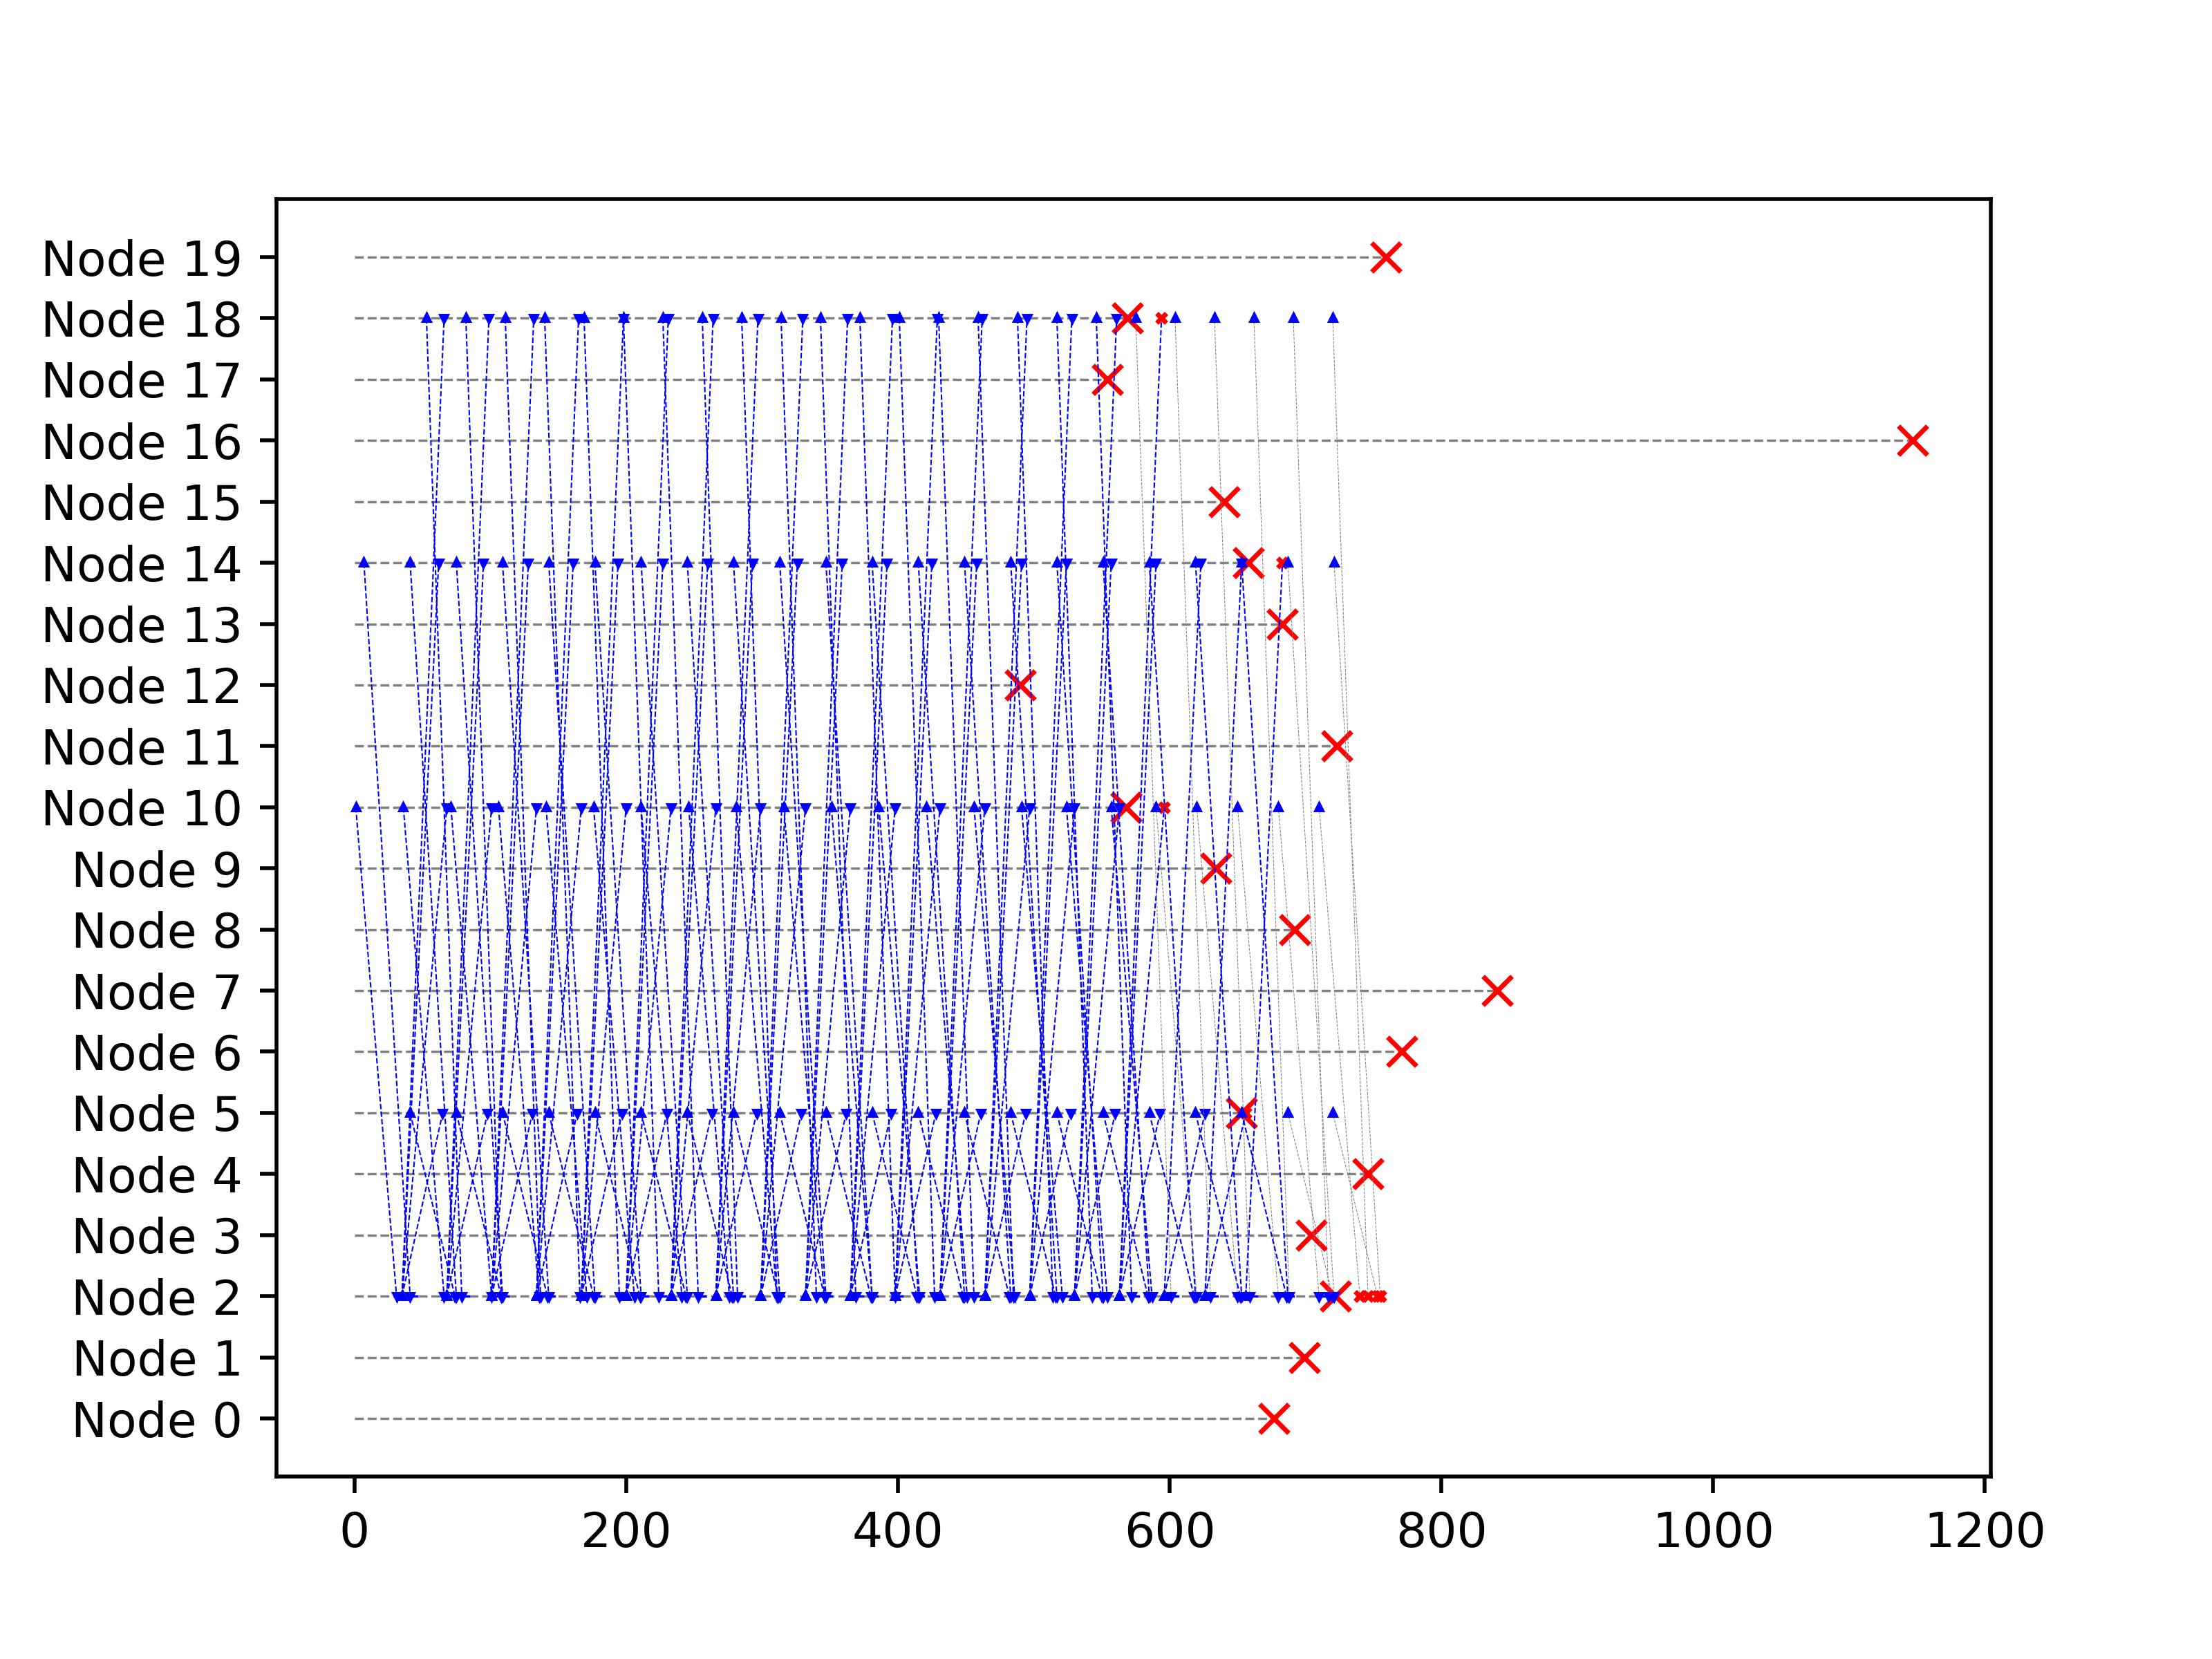 Node 19
Node 18
Node 17
Node 16
Node 15
Node 14
Node 13
Node 12
Node 11
Node 10
Node 9
Node 8
Node 7
Node 6
Node 5
Node 4
Node 3
Node 2
Node 1
Node 0
0 200 400 600 800 1000 1200